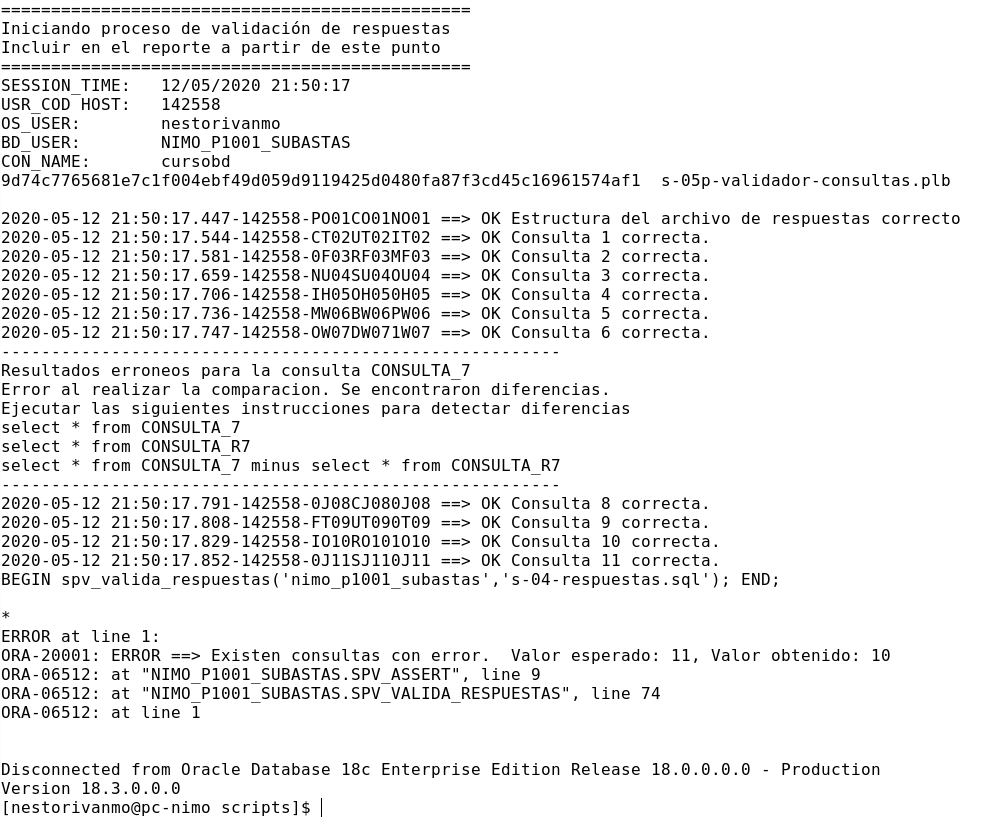 ===============================================
Iniciando proceso de validación de respuestas
Incluir en el reporte a partir de este punto
===============================================
SESSION_TIME:   12/05/2020 21:50:17
USR_COD HOST:   142558
OS_USER:        nestorivanmo
BD_USER:        NIMO_P1001_SUBASTAS
CON_NAME:       cursobd
9d74c7765681e7c1f004ebf49d059d9119425d0480fa87f3cd45c16961574af1  s-05p-validador-consultas.plb

2020-05-12 21:50:17.447-142558-PO01CO01NO01 ==> OK Estructura del archivo de respuestas correcto
2020-05-12 21:50:17.544-142558-CT02UT02IT02 ==> OK Consulta 1 correcta.
2020-05-12 21:50:17.581-142558-0F03RF03MF03 ==> OK Consulta 2 correcta.
2020-05-12 21:50:17.659-142558-NU04SU04OU04 ==> OK Consulta 3 correcta.
2020-05-12 21:50:17.706-142558-IH05OH050H05 ==> OK Consulta 4 correcta.
2020-05-12 21:50:17.736-142558-MW06BW06PW06 ==> OK Consulta 5 correcta.
2020-05-12 21:50:17.747-142558-OW07DW071W07 ==> OK Consulta 6 correcta.
--------------------------------------------------------
Resultados erroneos para la consulta CONSULTA_7
Error al realizar la comparacion. Se encontraron diferencias.
Ejecutar las siguientes instrucciones para detectar diferencias
select * from CONSULTA_7
select * from CONSULTA_R7
select * from CONSULTA_7 minus select * from CONSULTA_R7
--------------------------------------------------------
2020-05-12 21:50:17.791-142558-0J08CJ080J08 ==> OK Consulta 8 correcta.
2020-05-12 21:50:17.808-142558-FT09UT090T09 ==> OK Consulta 9 correcta.
2020-05-12 21:50:17.829-142558-IO10RO101O10 ==> OK Consulta 10 correcta.
2020-05-12 21:50:17.852-142558-0J11SJ110J11 ==> OK Consulta 11 correcta.
BEGIN spv_valida_respuestas('nimo_p1001_subastas','s-04-respuestas.sql'); END;

*
ERROR at line 1:
ORA-20001: ERROR ==> Existen consultas con error.  Valor esperado: 11, Valor obtenido: 10
ORA-06512: at "NIMO_P1001_SUBASTAS.SPV_ASSERT", line 9
ORA-06512: at "NIMO_P1001_SUBASTAS.SPV_VALIDA_RESPUESTAS", line 74
ORA-06512: at line 1


Disconnected from Oracle Database 18c Enterprise Edition Release 18.0.0.0.0 - Production
Version 18.3.0.0.0
[nestorivanmo@pc-nimo scripts]$